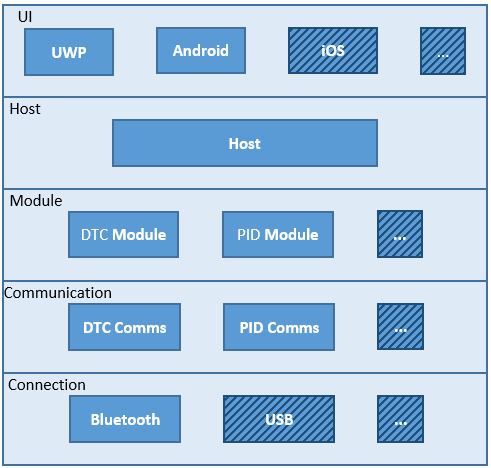 UI
UWP
Android
iOS
...
Host
Host
Module
DTC Module
PID Module
...
Communication
DTC Comms
PID Comms
...
Connection
Bluetooth
USB
...